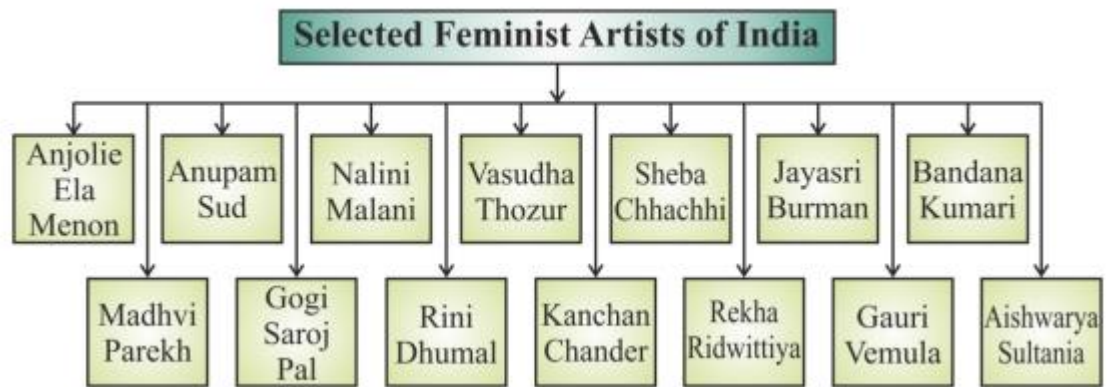 Selected Feminist Artists of India
Anjolie
Ela
Menon
Anupam
Sud
Nalini
Malani
Vasudha
Thozur
Sheba
Chhachhi
Jayasri
Burman
Bandana
Kumari
Madhvi
Parekh
Gogi
Saroj
Pal
Rini
Dhumal
Kanchan
Chander
Rekha
Ridwittiya
Gauri
Vemula
Aishwarya
Sultania